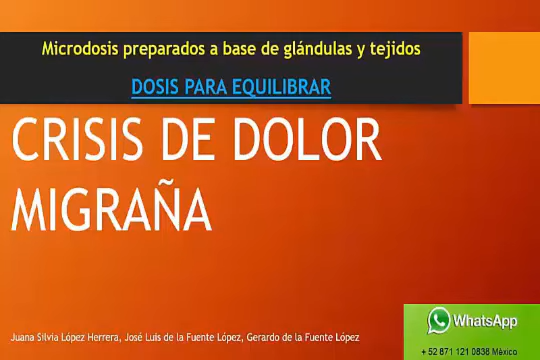 Microdosis preparados a base de glándulas y tejidos
DOSIS PARA EQUILIBRAR
CRISIS DE DOLOR
MIGRAÑA
Juana Silvia López Herrera, José Luis de la Fuente López, Gerardo de la Fuente López
WhatsApp
+ 52 871 121 0838 México